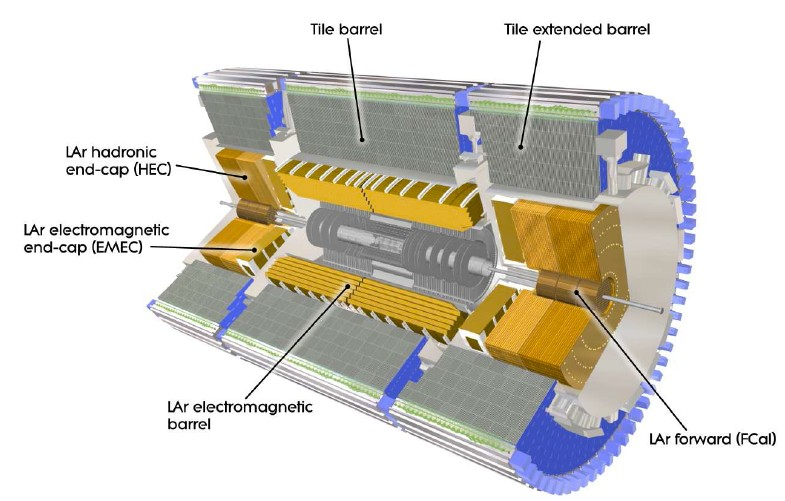 Tile barrel
Tile extended barrel
LAr hadronic
end-cap (HEC)
LAr electromagnetic
end-cap (EMEC)
LAr electromagnetic
barrel
LAr forward (FCal)